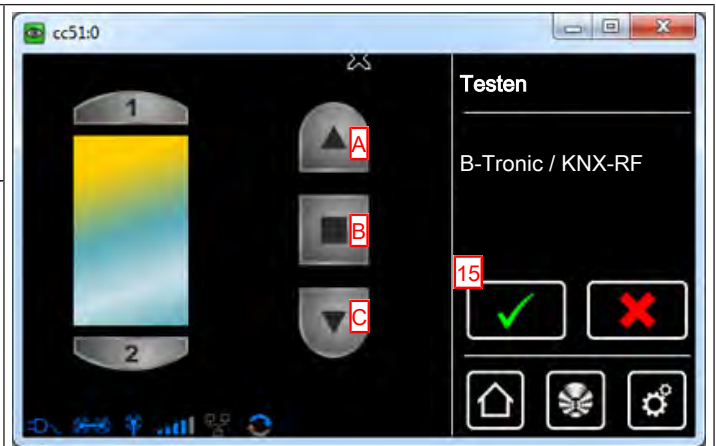 cc51:0
1
Testen
A
B-Tronic / KNX-RF
B
15
C
2